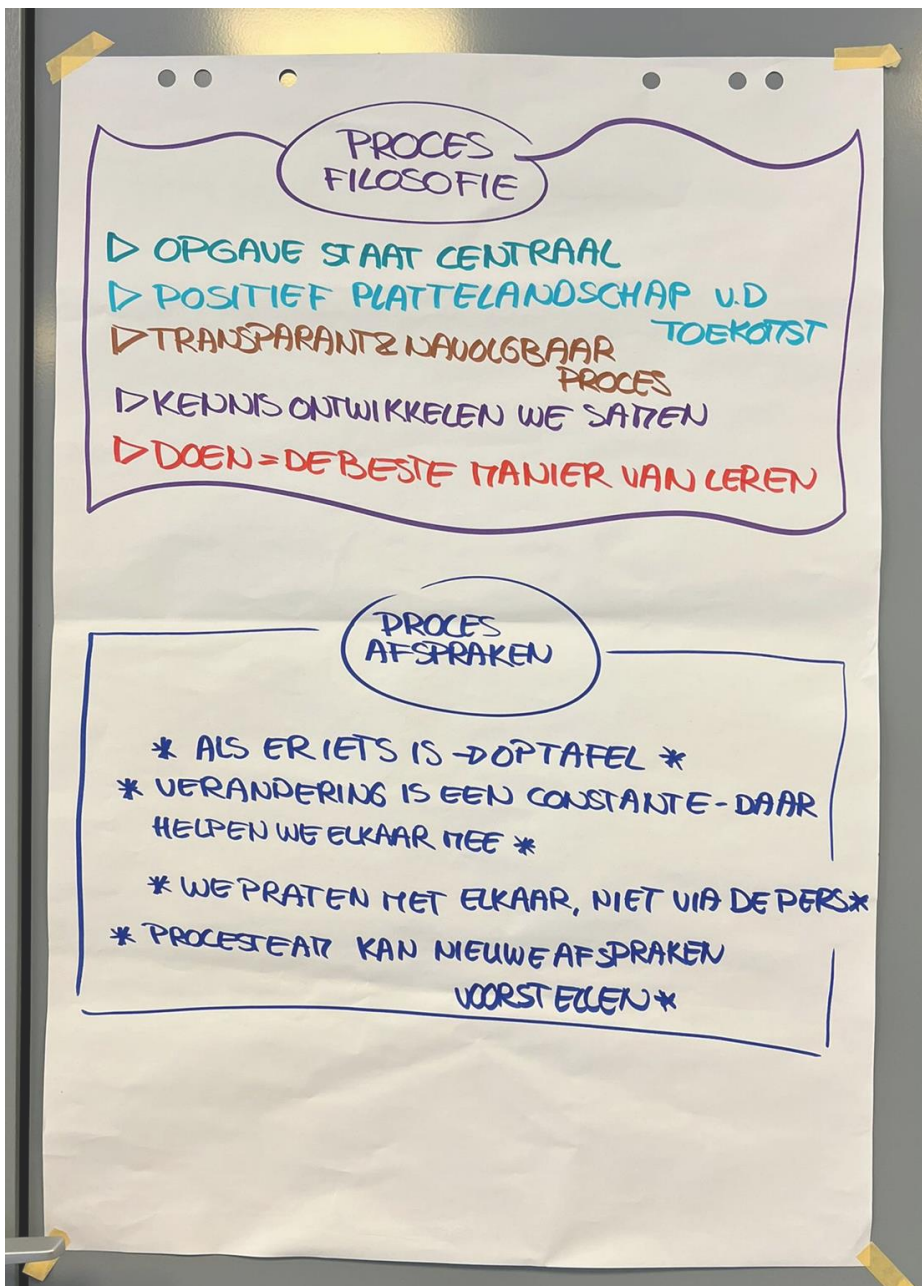 PROCES
FILOSOFIE
▷ OPGAVE STAAT CENTRAAL
▷ POSITIEF PLATTELANDSCHAP V.D
TOEKOMST
▷ TRANSPARANT & NAVOLGBAAR
PROCES
▷ KENNIS ONTWIKKELEN WE SAMEN
▷ DOEN = DE BESTE MANIER VAN LEREN
PROCES
AFSPRAKEN
* ALS ER IETS IS → OP TAFEL *
* VERANDERING IS EEN CONSTANTE - DAAR
HELPEN WE ELKAAR MEE *
* WE PRATEN MET ELKAAR, NIET VIA DE PERS *
* PROCESTEAM KAN NIEUWE AFSPRAKEN
VOORSTELLEN *